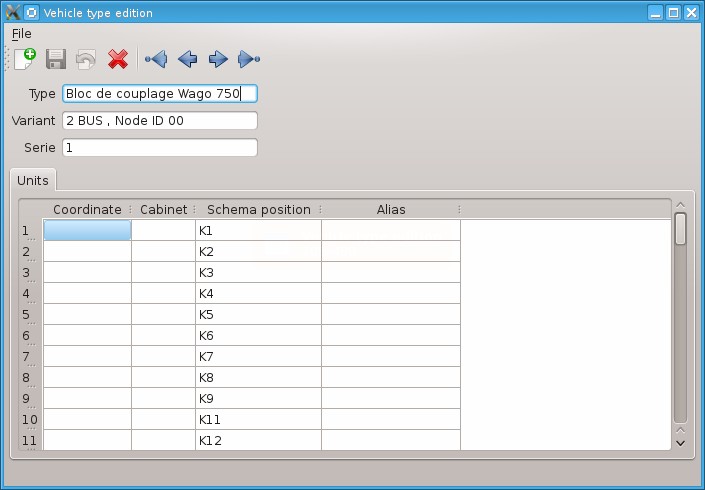 Vehicle type edition
File
Type Bloc de couplage Wago 750
Variant 2 BUS , Node ID 00
Serie 1
Units
Coordinate Cabinet Schema position Alias
1 K1
2 K2
3 K3
4 K4
5 K5
6 K6
7 K7
8 K8
9 K9
10 K11
11 K12